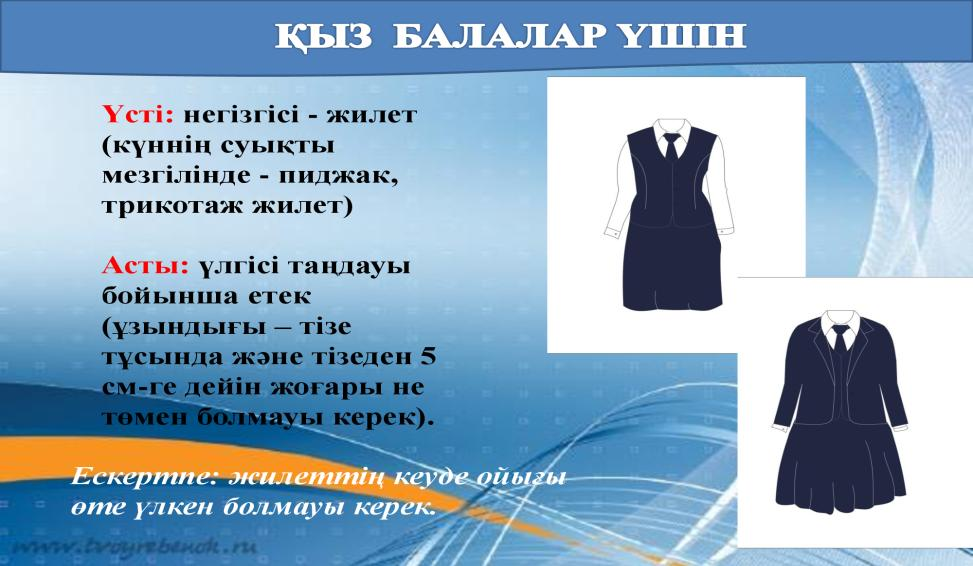 ҚЫЗ БАЛАЛАР ҮШІН
Үсті: негізгісі - жилет
(күннің суықты
мезгілінде - пиджак,
трикотаж жилет)
Асты: үлгісі таңдауы
бойынша етек
(ұзындығы – тізе
тұсында және тізеден 5
см-ге дейін жоғары не
төмен болмауы керек).
Ескертпе: жилеттің кеуде ойығы
өте үлкен болмауы керек.
www.tvoyrebenok.ru